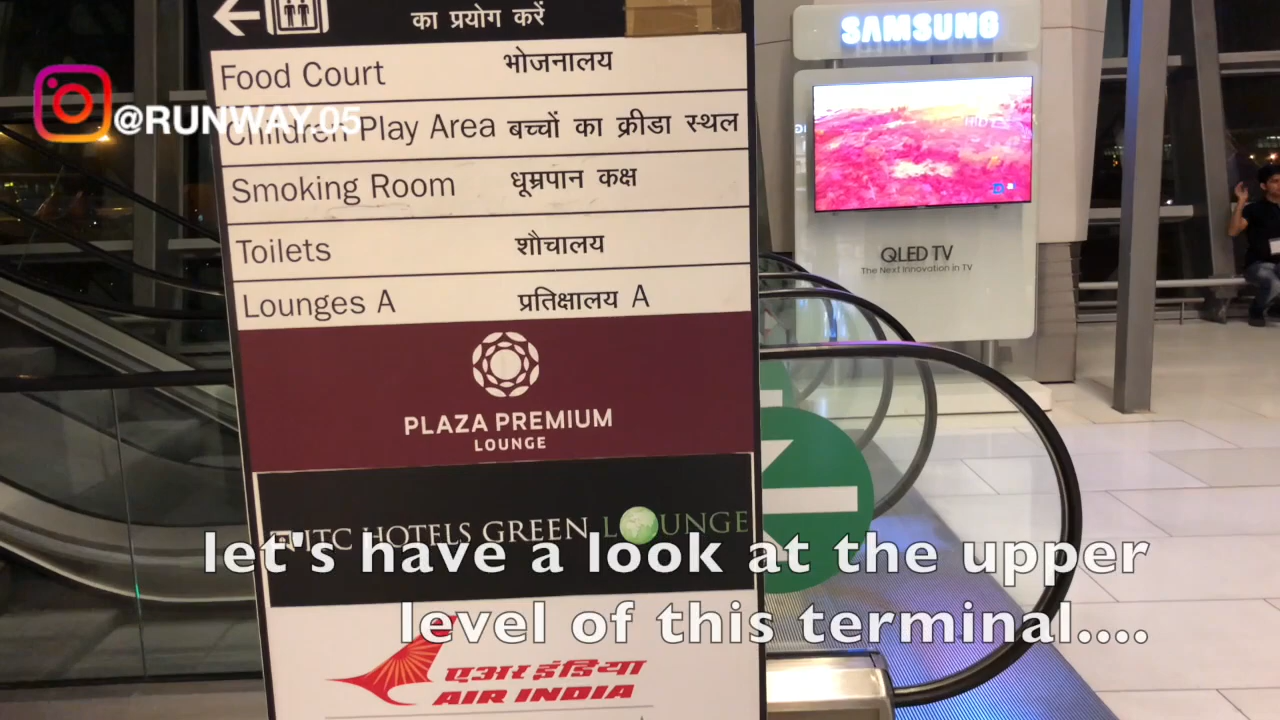 का प्रयोग करें
Food Court भोजनालय
@RUNWAY.05
Children Play Area बच्चों का क्रीडा स्थल
Smoking Room धूम्रपान कक्ष
Toilets शौचालय
Lounges A प्रतिक्षालय A
PLAZA PREMIUM
LOUNGE
ITC HOTELS GREEN LOUNGE
let's have a look at the upper
level of this terminal....
एअर इंडिया
AIR INDIA
SAMSUNG
QLED TV
The Next Innovation in TV